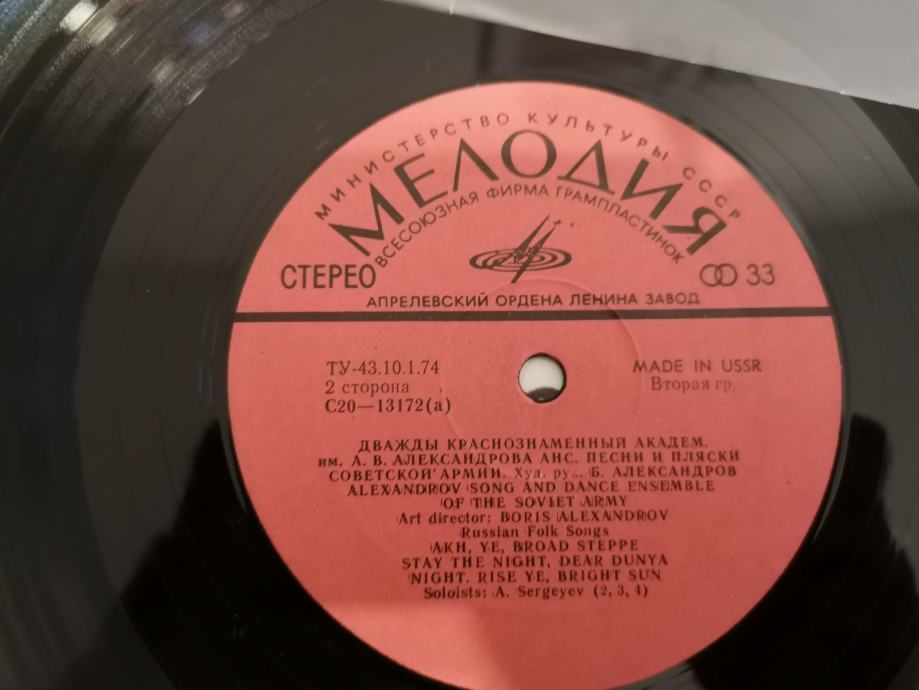 МИНИСТЕРСТВО КУЛЬТУРЫ СССР
МЕЛОДИЯ
ВСЕСОЮЗНАЯ ФИРМА ГРАМПЛАСТИНОК
СТЕРЕО
33
АПРЕЛЕВСКИЙ ОРДЕНА ЛЕНИНА ЗАВОД
ТУ-43.10.1.74
MADE IN USSR
2 сторона
Вторая гр.
С20—13172(а)
ДВАЖДЫ КРАСНОЗНАМЕННЫЙ АКАДЕМ.
им. А. В. АЛЕКСАНДРОВА АНС. ПЕСНИ И ПЛЯСКИ
СОВЕТСКОЙ АРМИИ. Худ. Б. АЛЕКСАНДРОВ
ALEXANDROV SONG AND DANCE ENSEMBLE
OF THE SOVIET ARMY
Art director: BORIS ALEXANDROV
Russian Folk Songs
AKH, YE, BROAD STEPPE
STAY THE NIGHT, DEAR DUNYA
NIGHT. RISE YE, BRIGHT SUN
Soloists: A. Sergeyev (2, 3, 4)